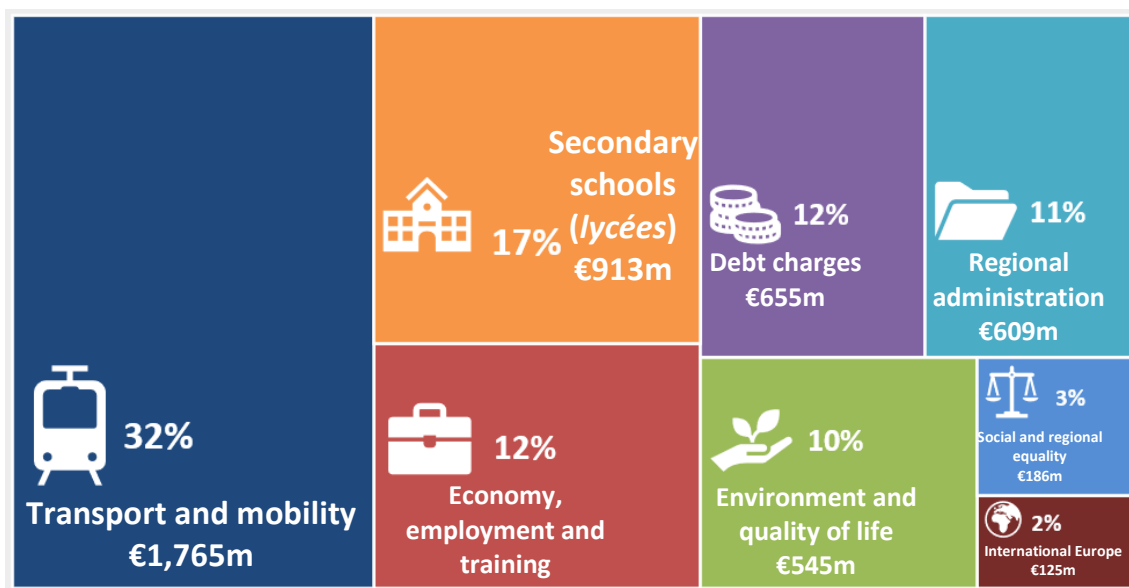 32%
Transport and mobility
€1,765m
17%
Secondary
schools
(lycées)
€913m
12%
Economy,
employment and
training
12%
Debt charges
€655m
11%
Regional
administration
€609m
10%
Environment and
quality of life
€545m
3%
Social and regional
equality
€186m
2%
International Europe
€125m